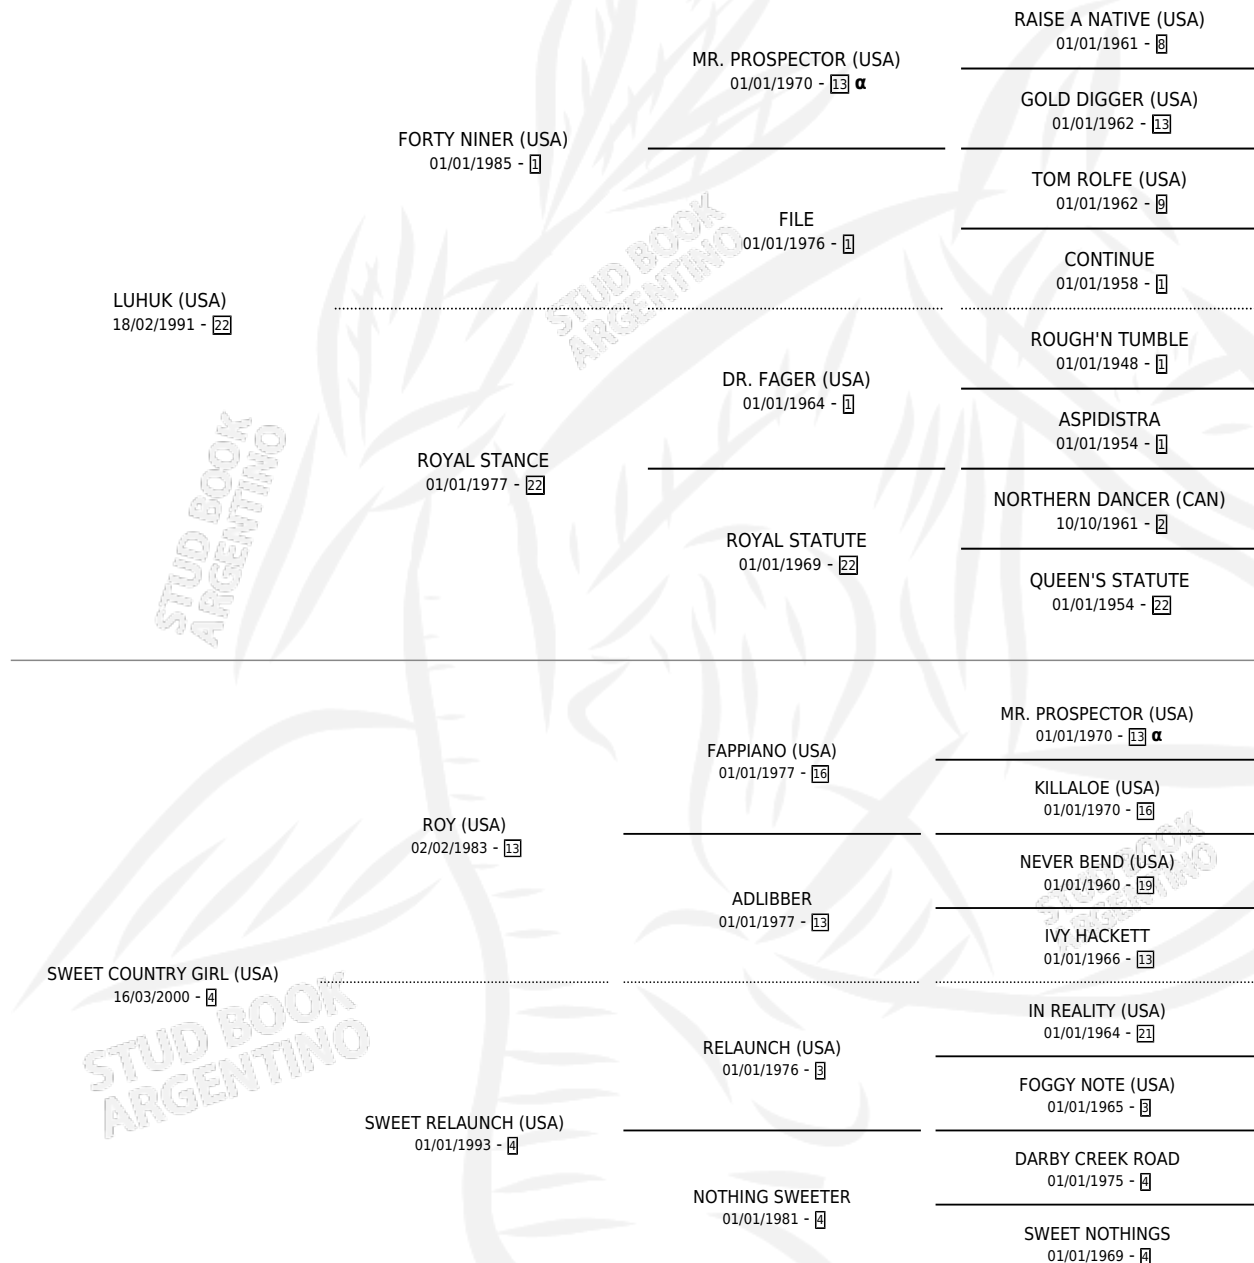 RAISE A NATIVE (USA)
01/01/1961 - 8
MR. PROSPECTOR (USA)
01/01/1970 - 13 α
GOLD DIGGER (USA)
01/01/1962 - 13
FORTY NINER (USA)
01/01/1985 - 1
TOM ROLFE (USA)
01/01/1962 - 9
FILE
01/01/1976 - 1
CONTINUE
01/01/1958 - 1
LUHUK (USA)
18/02/1991 - 22
ROUGH'N TUMBLE
01/01/1948 - 1
DR. FAGER (USA)
01/01/1964 - 1
ASPIDISTRA
01/01/1954 - 1
ROYAL STANCE
01/01/1977 - 22
NORTHERN DANCER (CAN)
10/10/1961 - 2
ROYAL STATUTE
01/01/1969 - 22
QUEEN'S STATUTE
01/01/1954 - 22
MR. PROSPECTOR (USA)
01/01/1970 - 13 α
FAPPIANO (USA)
01/01/1977 - 16
KILLALOE (USA)
01/01/1970 - 16
ROY (USA)
02/02/1983 - 13
NEVER BEND (USA)
01/01/1960 - 19
ADLIBBER
01/01/1977 - 13
IVY HACKETT
01/01/1966 - 13
SWEET COUNTRY GIRL (USA)
16/03/2000 - 4
IN REALITY (USA)
01/01/1964 - 21
RELAUNCH (USA)
01/01/1976 - 3
FOGGY NOTE (USA)
01/01/1965 - 3
SWEET RELAUNCH (USA)
01/01/1993 - 4
DARBY CREEK ROAD
01/01/1975 - 4
NOTHING SWEETER
01/01/1981 - 4
SWEET NOTHINGS
01/01/1969 - 4
STUD BOOK
ARGENTINO
STUD BOOK
ARGENTINO
STUD BOOK
ARGENTINO
STUD BOOK
ARGENTINO